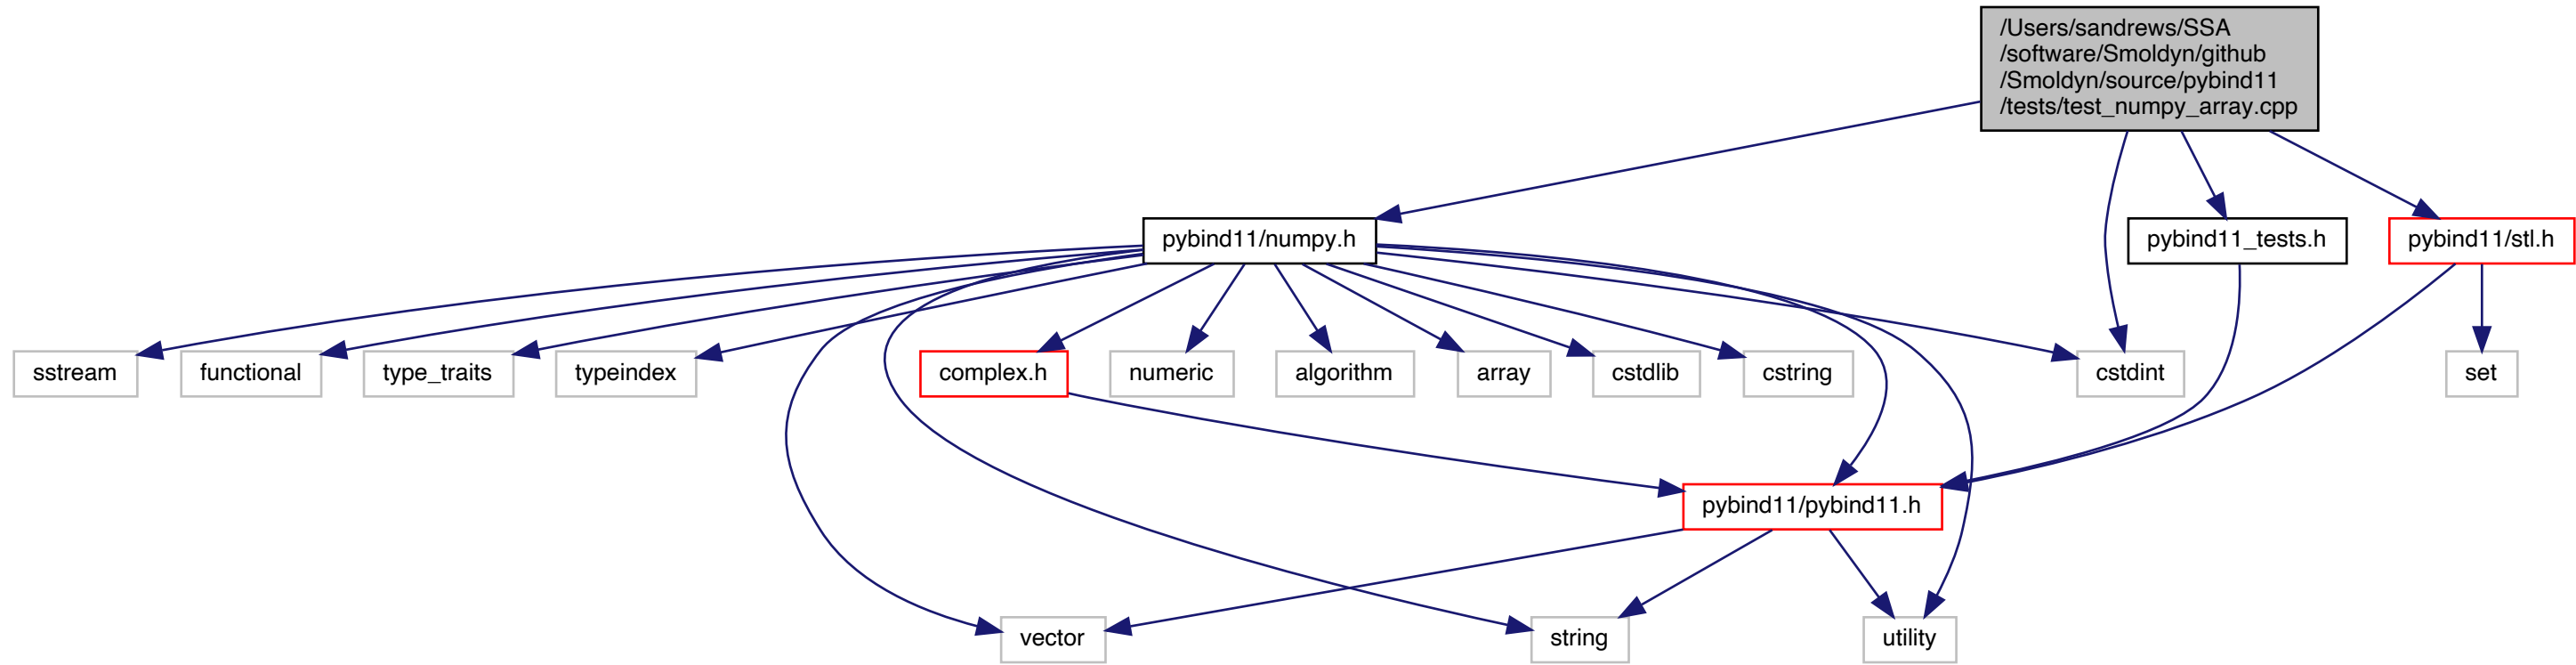 /Users/sandrews/SSA
/software/Smoldyn/github
/Smoldyn/source/pybind11
/tests/test_numpy_array.cpp
pybind11/numpy.h
pybind11_tests.h
pybind11/stl.h
sstream
functional
type_traits
typeindex
complex.h
numeric
algorithm
array
cstdlib
cstring
cstdint
set
pybind11/pybind11.h
vector
string
utility